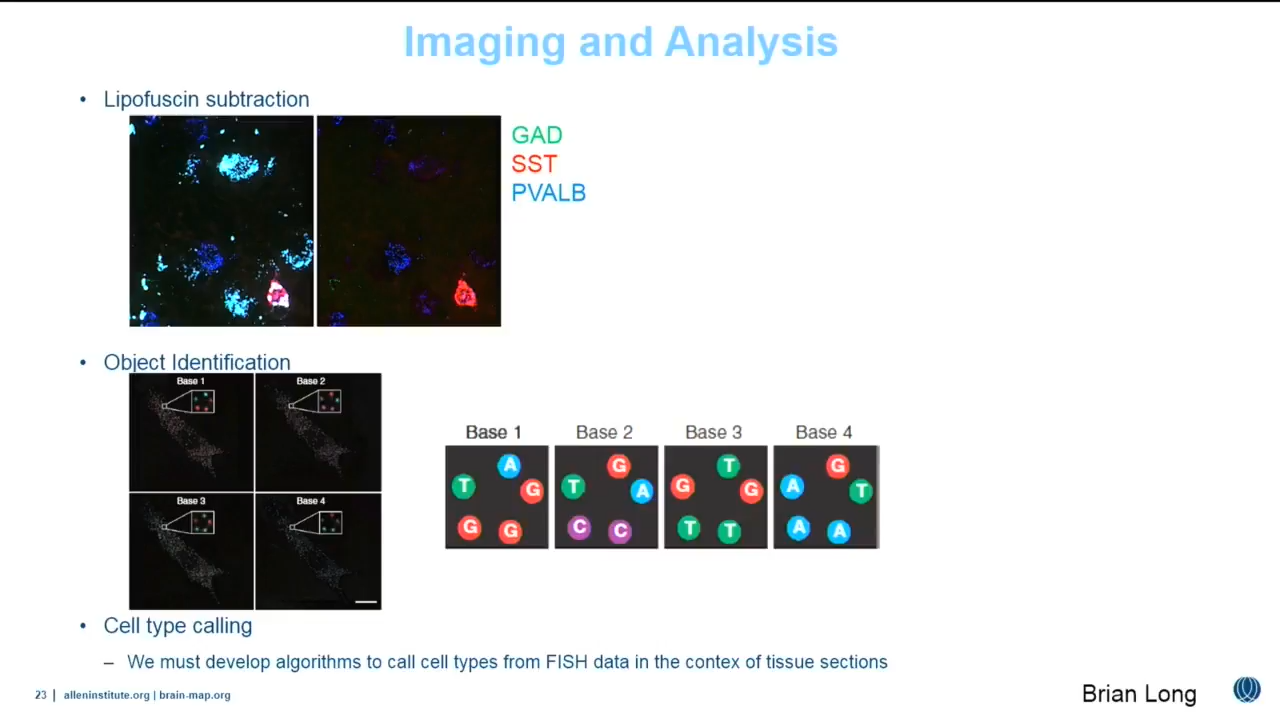 Imaging and Analysis
• Lipofuscin subtraction
GAD
SST
PVALB
• Object Identification
Base 1
Base 2
Base 3
Base 4
Base 1
A
T
G
G
G
Base 2
G
T
A
C
C
Base 3
T
G
G
T
T
Base 4
G
A
T
A
A
• Cell type calling
– We must develop algorithms to call cell types from FISH data in the contex of tissue sections
23 | alleninstitute.org | brain-map.org
Brian Long